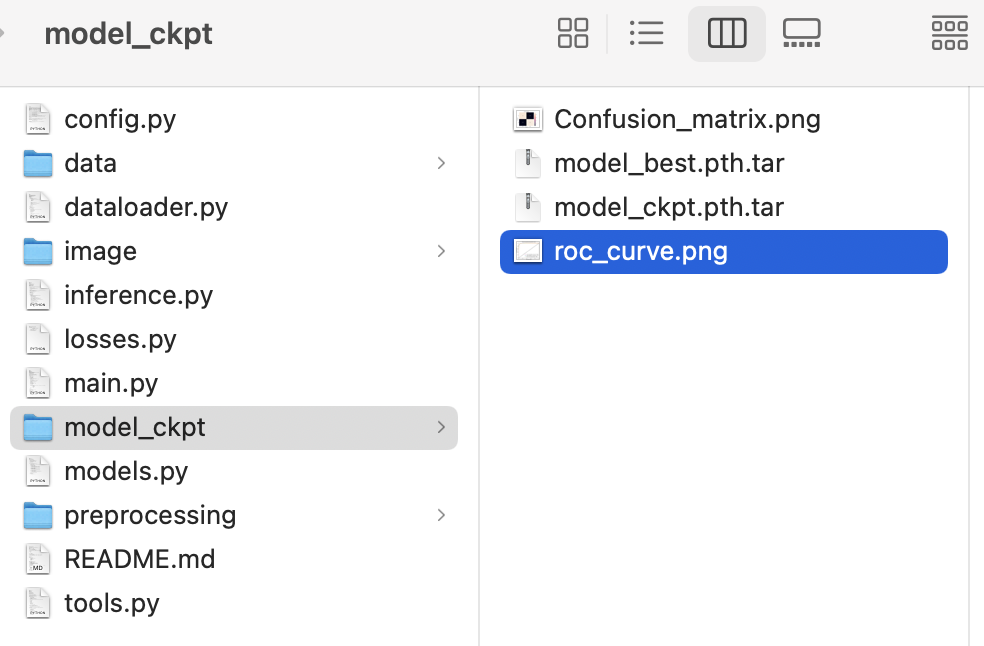 model_ckpt
config.py
data
dataloader.py
image
inference.py
losses.py
main.py
model_ckpt
models.py
preprocessing
README.md
tools.py
Confusion_matrix.png
model_best.pth.tar
model_ckpt.pth.tar
roc_curve.png